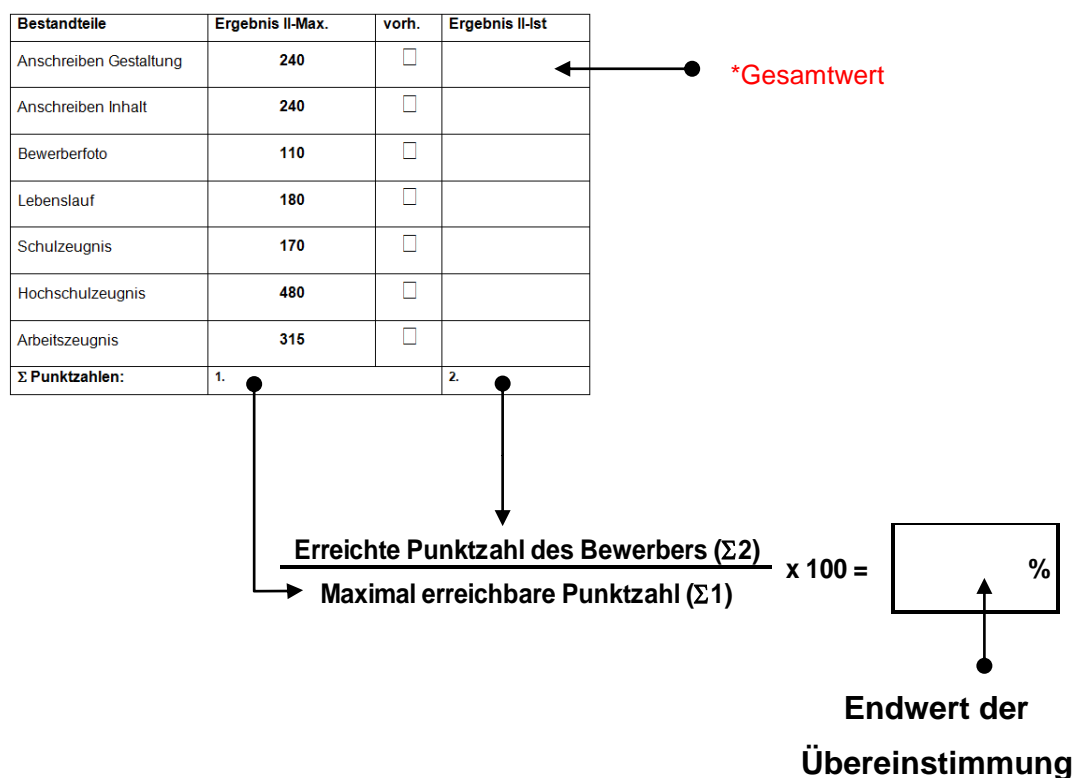 Bestandteile Ergebnis II-Max. vorh. Ergebnis II-Ist
Anschreiben Gestaltung 240
*Gesamtwert
Anschreiben Inhalt 240
Bewerberfoto 110
Lebenslauf 180
Schulzeugnis 170
Hochschulzeugnis 480
Arbeitszeugnis 315
Σ Punktzahlen: 1. 2.
Erreichte Punktzahl des Bewerbers (Σ2)
x 100 = %
Maximal erreichbare Punktzahl (Σ1)
Endwert der
Übereinstimmung